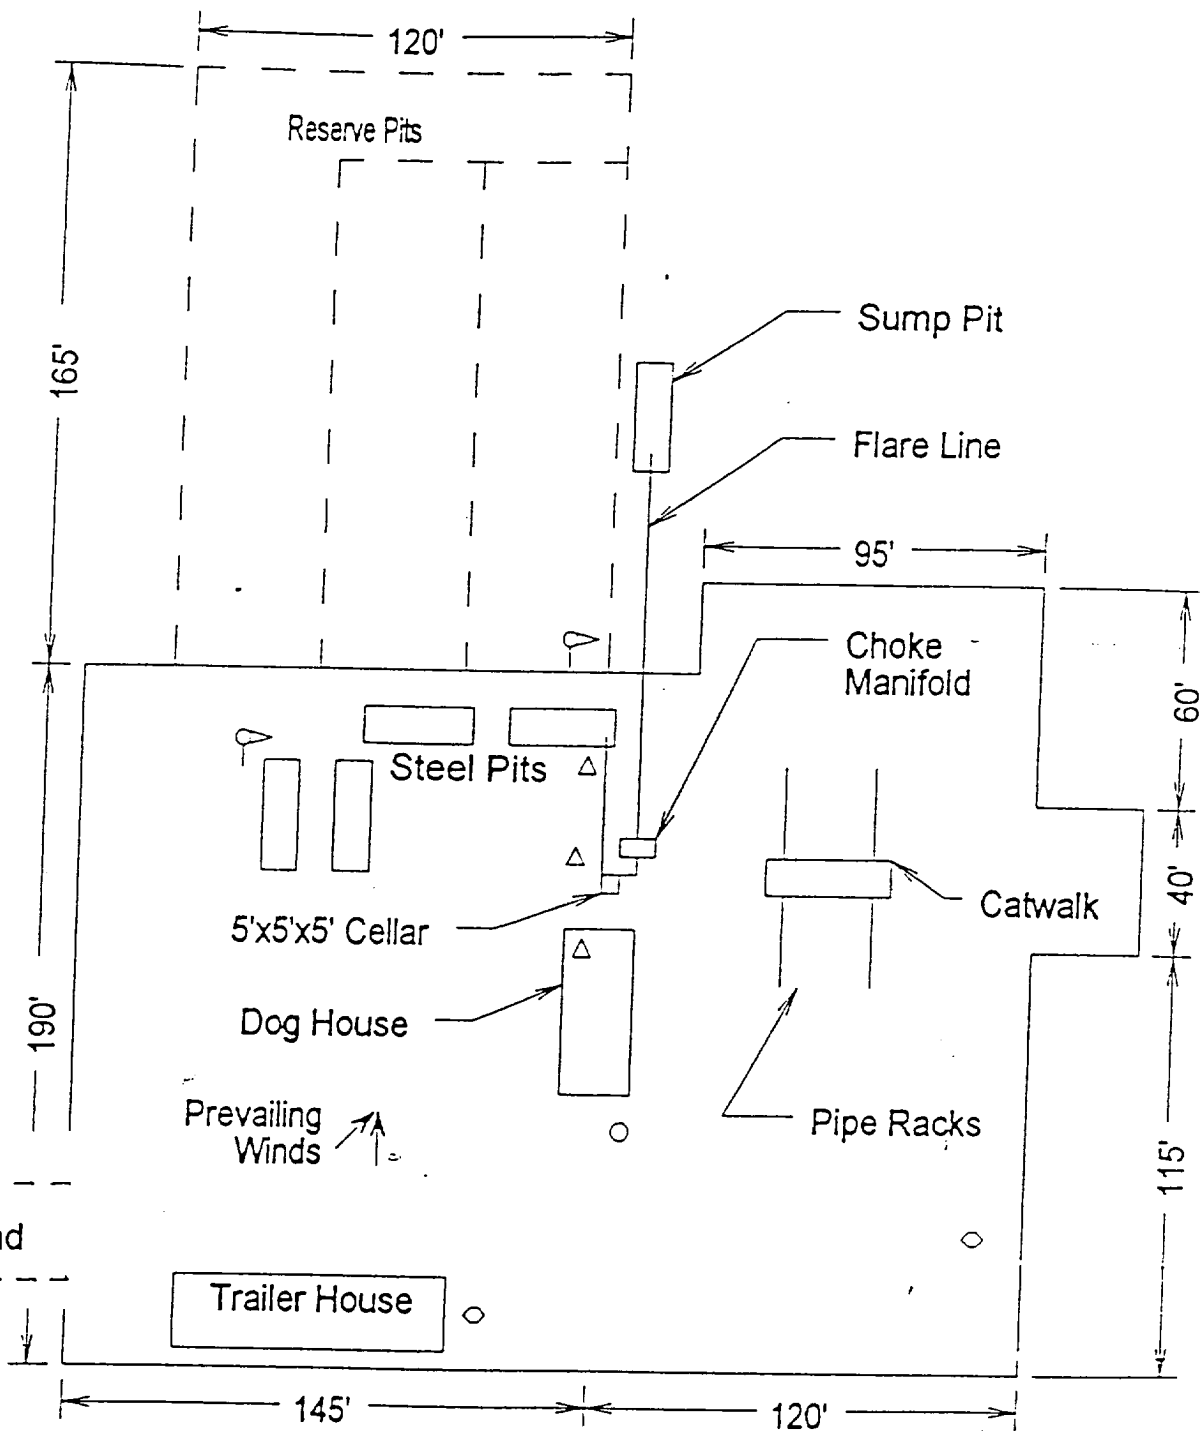 120'
Reserve Pits
165'
Sump Pit
Flare Line
95'
Choke
Manifold
60'
Steel Pits
40'
Catwalk
5'x5'x5' Cellar
190'
Dog House
Prevailing
Winds
Pipe Racks
115'
Trailer House
145'
120'